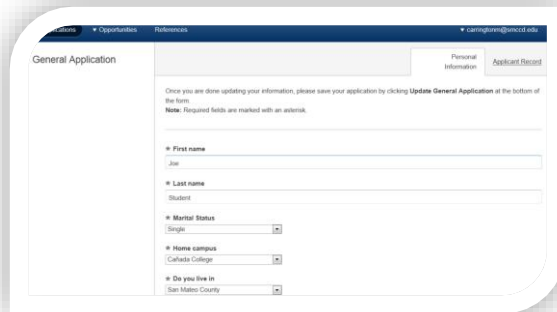 Opportunities
References
carringtonm@smccd.edu
General Application
Personal
Information
Applicant Record
Once you are done updating your information, please save your application by clicking Update General Application at the bottom of
the form.
Note: Required fields are marked with an asterisk.
* First name
Joe
* Last name
Student
* Marital Status
Single
* Home campus
Cañada College
* Do you live in
San Mateo County